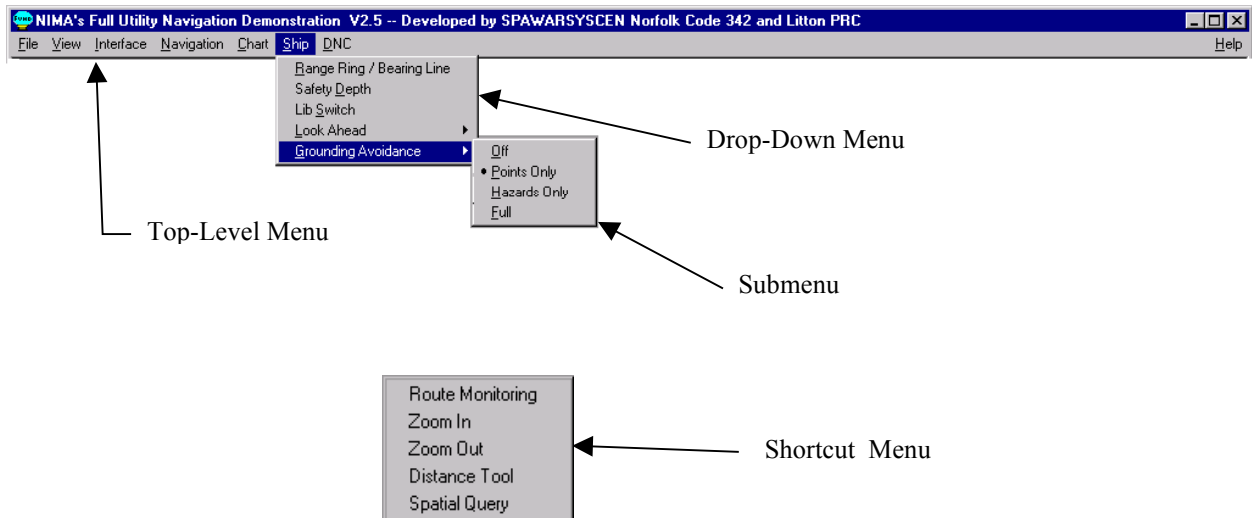 NIMA's Full Utility Navigation Demonstration V2.5 -- Developed by SPAWARSYSCEN Norfolk Code 342 and Litton PRC
File View Interface Navigation Chart Ship DNC Help
Range Ring / Bearing Line
Safety Depth
Lib Switch
Look Ahead
Grounding Avoidance
Off
Points Only
Hazards Only
Full
Drop-Down Menu
Top-Level Menu
Submenu
Route Monitoring
Zoom In
Zoom Out
Distance Tool
Spatial Query
Shortcut Menu